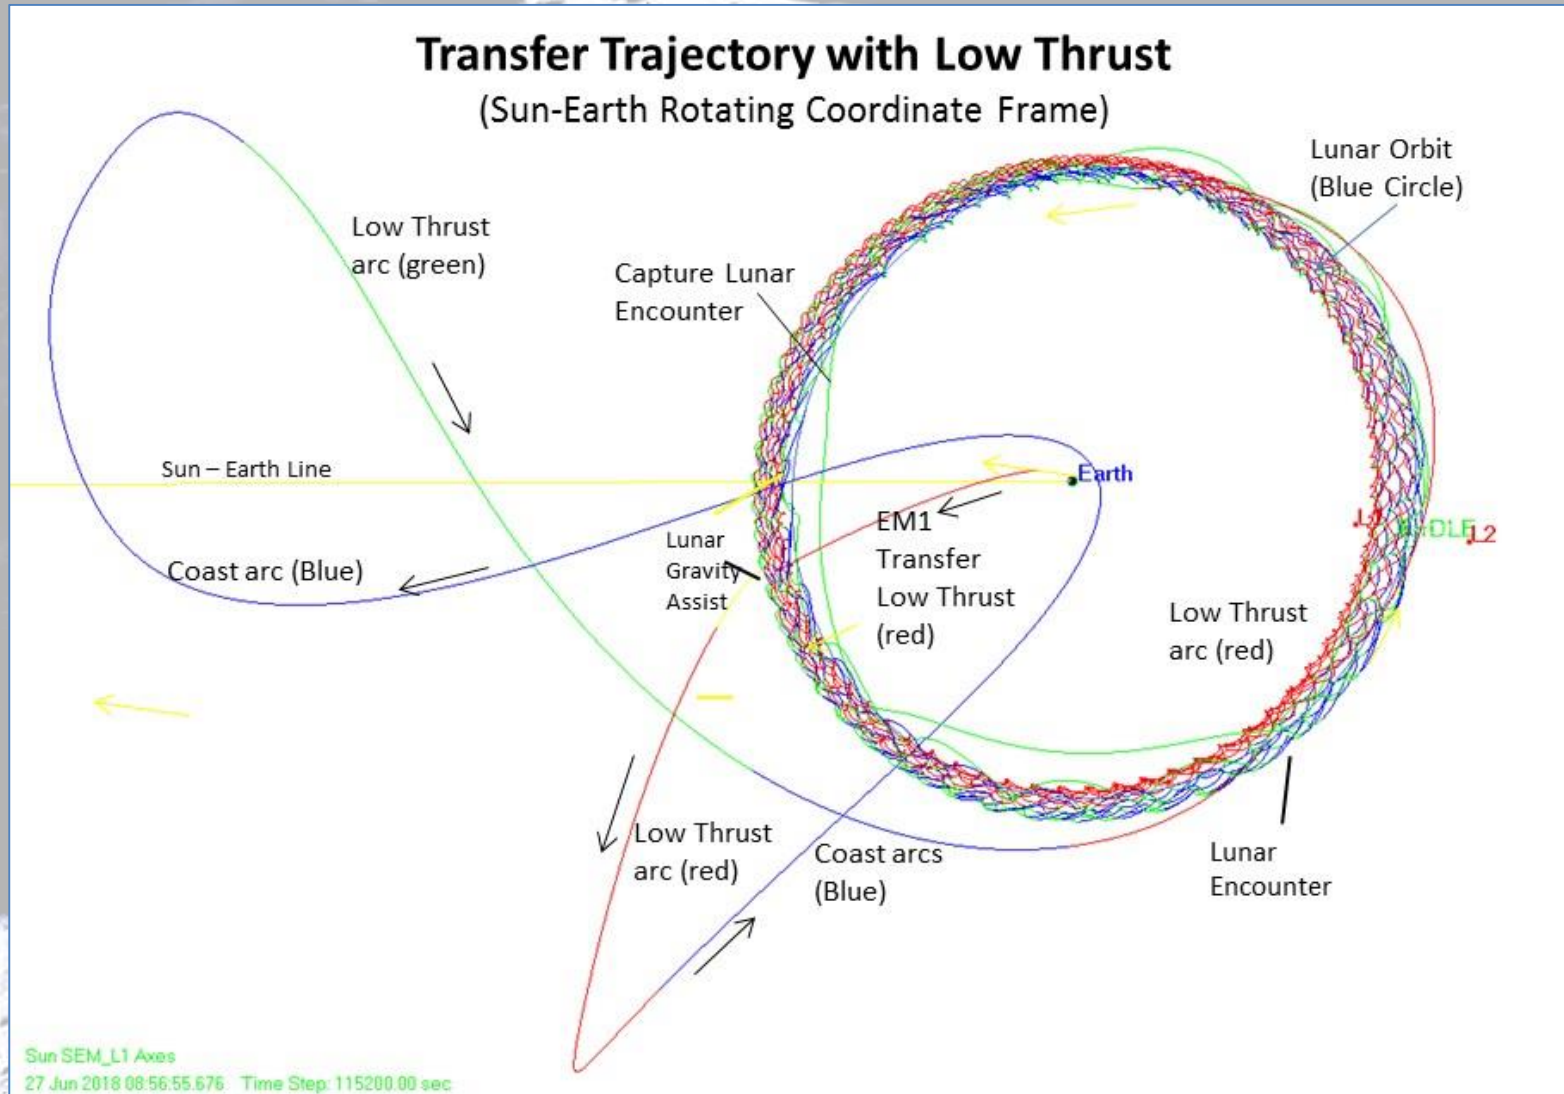 Transfer Trajectory with Low Thrust
(Sun-Earth Rotating Coordinate Frame)
Lunar Orbit
(Blue Circle)
Low Thrust
arc (green)
Capture Lunar
Encounter
Sun – Earth Line
Earth
EM1
Transfer
Low Thrust
(red)
L1
L2
Lunar
Gravity
Assist
Coast arc (Blue)
Low Thrust
arc (red)
Low Thrust
arc (red)
Coast arcs
(Blue)
Lunar
Encounter
Sun SEM_L1 Axes
27 Jun 2018 08:56:55.676 Time Step: 115200.00 sec